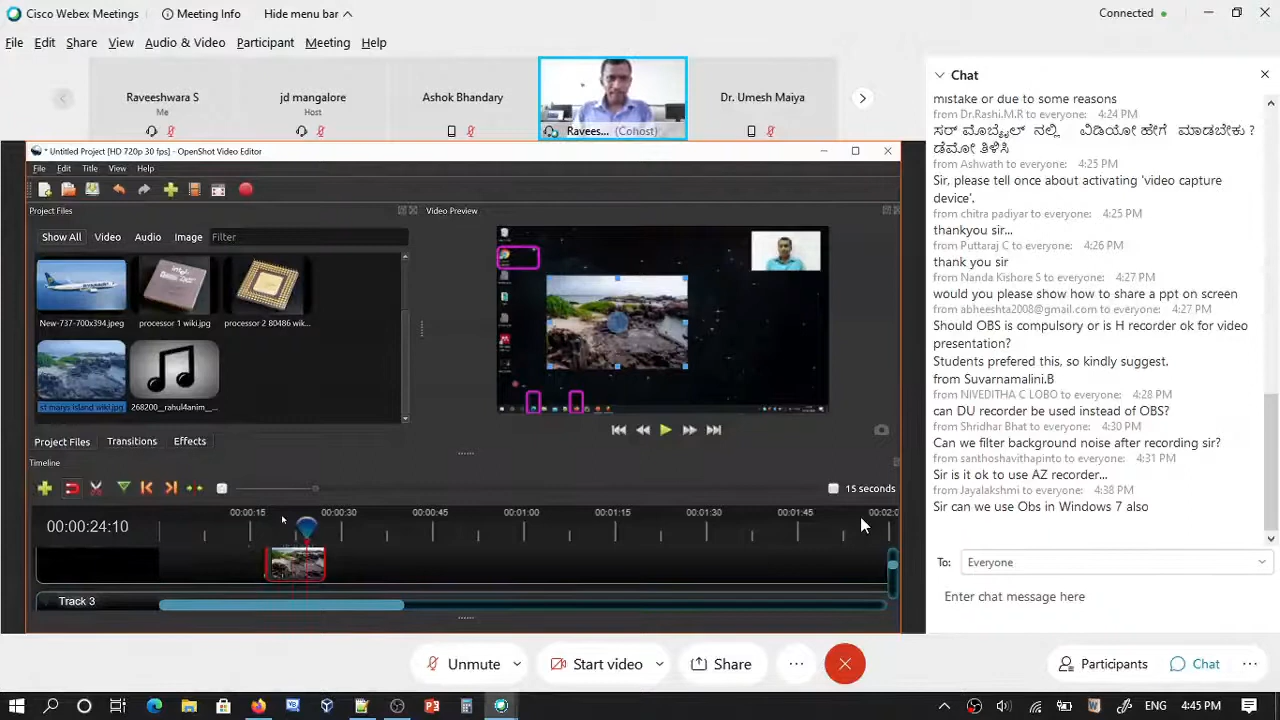 Cisco Webex Meetings
Meeting Info
Hide menu bar
Connected
File Edit Share View Audio & Video Participant Meeting Help
Raveeshwara S
Me
jd mangalore
Host
Ashok Bhandary
Ravees... (Cohost)
Dr. Umesh Maiya
* Untitled Project [HD 720p 30 fps] - OpenShot Video Editor
File Edit Title View Help
Project Files
Video Preview
Show All Video Audio Image Filter
New-737-700x394.jpeg
processor 1 wiki.jpg
processor 2 80486 wik...
st marys island wiki.jpg
268200__rahul4anim_...
Project Files Transitions Effects
Timeline
15 seconds
00:00:24:10
00:00:15 00:00:30 00:00:45 00:01:00 00:01:15 00:01:30 00:01:45 00:02:0
Track 3
Chat
mistake or due to some reasons
from Dr.Rashi.M.R to everyone: 4:24 PM
ಸರ್ ಮೊಬೈಲ್ ನಲ್ಲಿ ವಿಡಿಯೋ ಹೇಗೆ ಮಾಡಬೇಕು ?
ಡೆಮೋ ತಿಳಿಸಿ
from Ashwath to everyone: 4:25 PM
Sir, please tell once about activating 'video capture
device'.
from chitra padiyar to everyone: 4:25 PM
thankyou sir...
from Puttaraj C to everyone: 4:26 PM
thank you sir
from Nanda Kishore S to everyone: 4:27 PM
would you please show how to share a ppt on screen
from abheeshta2008@gmail.com to everyone: 4:27 PM
Should OBS is compulsory or is H recorder ok for video
presentation?
Students prefered this, so kindly suggest.
from Suvarnamalini.B
from NIVEDITHA C LOBO to everyone: 4:28 PM
can DU recorder be used instead of OBS?
from Shridhar Bhat to everyone: 4:30 PM
Can we filter background noise after recording sir?
from santhoshavithapinto to everyone: 4:31 PM
Sir is it ok to use AZ recorder...
from Jayalakshmi to everyone: 4:38 PM
Sir can we use Obs in Windows 7 also
To: Everyone
Enter chat message here
Unmute
Start video
Share
Participants
Chat
ENG
4:45 PM